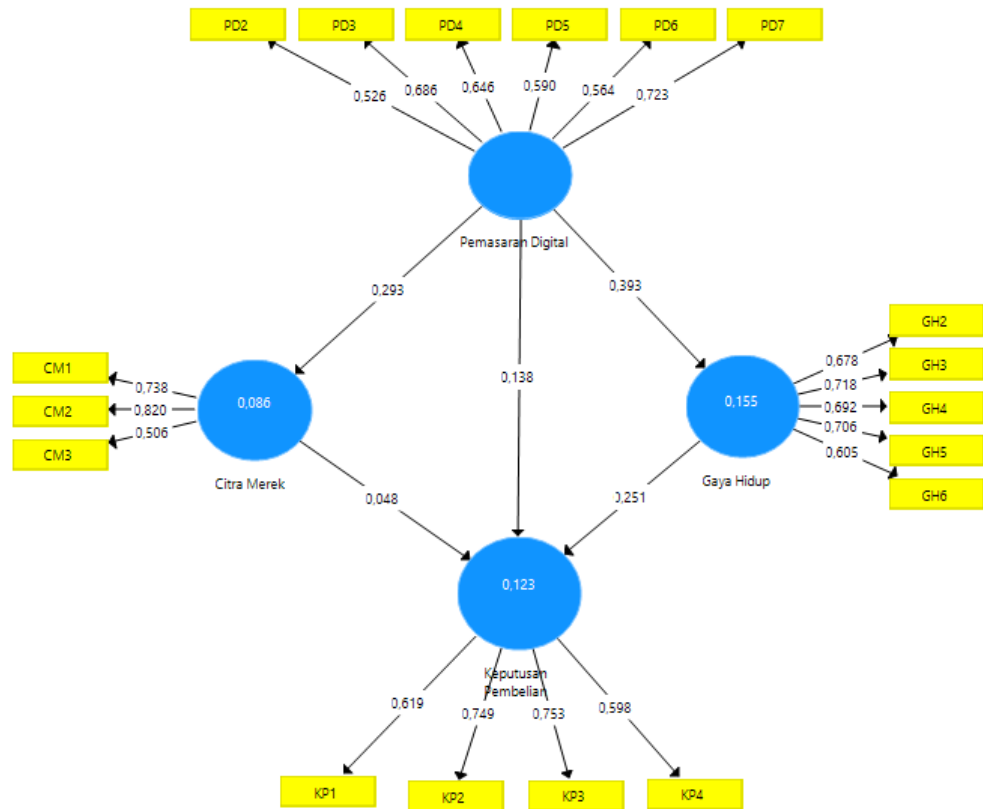 PD2 PD3 PD4 PD5 PD6 PD7
0,526 0,686 0,646 0,590 0,564 0,723
Pemasaran Digital
0,293 0,393
0,138
CM1
CM2
CM3
0,738
0,820
0,506
0,086
Citra Merek
0,155
Gaya Hidup
0,678
0,718
0,692
0,706
0,605
GH2
GH3
GH4
GH5
GH6
0,048 0,251
0,123
Keputusan
Pembelian
0,619 0,749 0,753 0,598
KP1 KP2 KP3 KP4